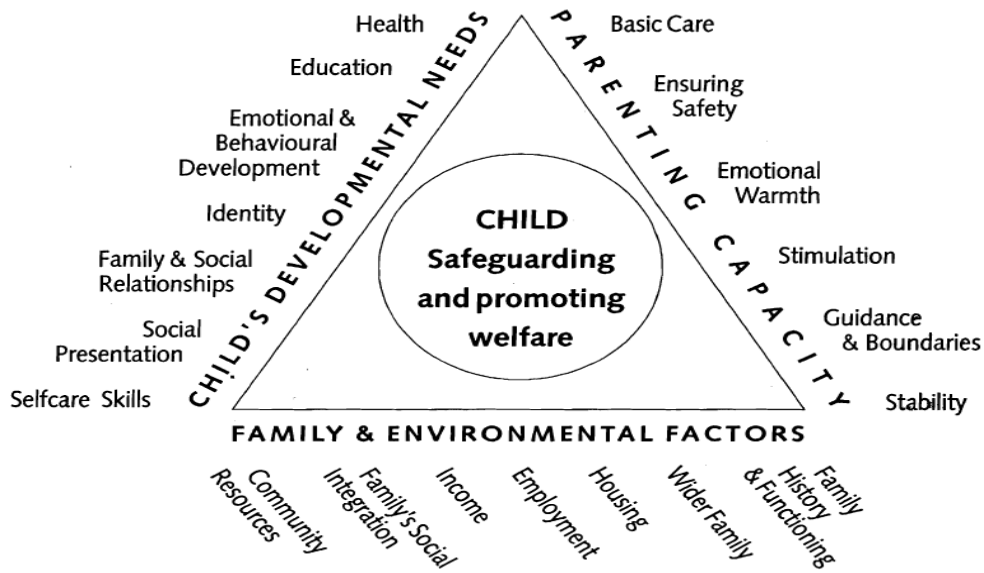 Health
Education
Emotional &
Behavioural
Development
Identity
Family & Social
Relationships
Social
Presentation
Selfcare Skills
CHILD'S DEVELOPMENTAL NEEDS
CHILD
Safeguarding
and promoting
welfare
PARENTING CAPACITY
Basic Care
Ensuring
Safety
Emotional
Warmth
Stimulation
Guidance
& Boundaries
Stability
FAMILY & ENVIRONMENTAL FACTORS
Community
Resources
Family's Social
Integration
Income
Employment
Housing
Wider Family
Family
History
& Functioning